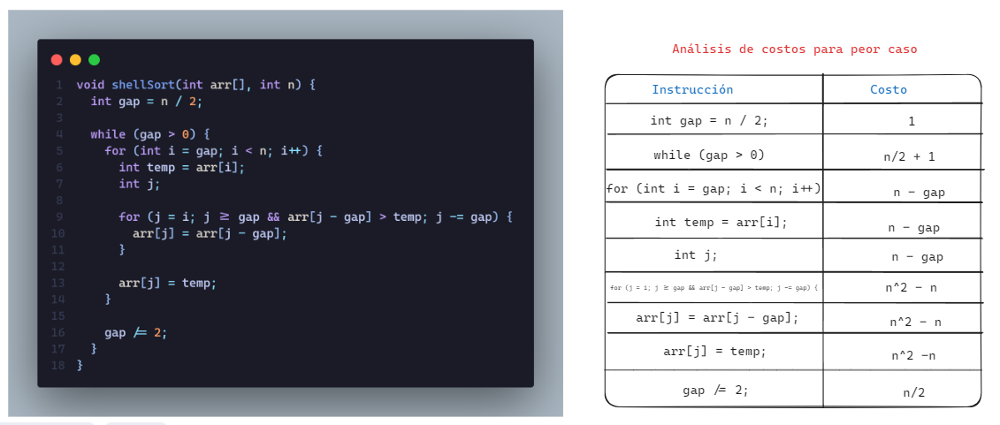 1 void shellSort(int arr[], int n) {
2 int gap = n / 2;
3
4 while (gap > 0) {
5 for (int i = gap; i < n; i++) {
6 int temp = arr[i];
7 int j;
8
9 for (j = i; j ≥ gap && arr[j - gap] > temp; j -= gap) {
10 arr[j] = arr[j - gap];
11 }
12
13 arr[j] = temp;
14 }
15
16 gap /= 2;
17 }
18 }
Análisis de costos para peor caso
Instrucción Costo
int gap = n / 2; 1
while (gap > 0) n/2 + 1
for (int i = gap; i < n; i++) n - gap
int temp = arr[i]; n - gap
int j; n - gap
for (j = i; j ≥ gap && arr[j - gap] > temp; j -= gap) { n^2 - n
arr[j] = arr[j - gap]; n^2 - n
arr[j] = temp; n^2 -n
gap /= 2; n/2